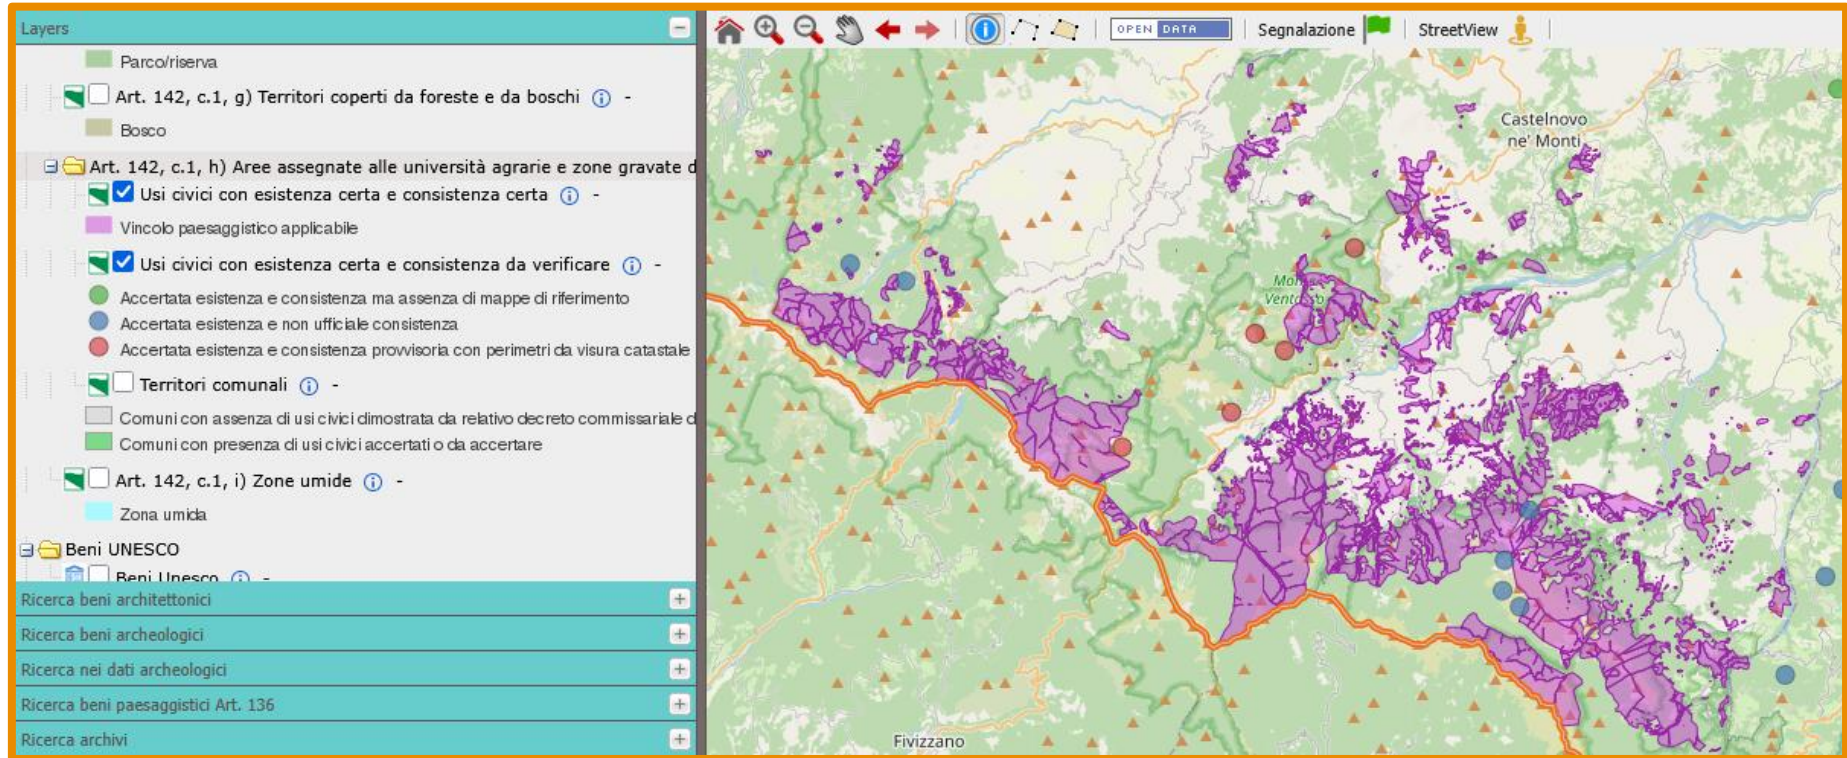 Layers
Parco/riserva
Art. 142, c.1, g) Territori coperti da foreste e da boschi i -
Bosco
Art. 142, c.1, h) Aree assegnate alle università agrarie e zone gravate d
Usi civici con esistenza certa e consistenza certa i -
Vincolo paesaggistico applicabile
Usi civici con esistenza certa e consistenza da verificare i -
Accertata esistenza e consistenza ma assenza di mappe di riferimento
Accertata esistenza e non ufficiale consistenza
Accertata esistenza e consistenza provvisoria con perimetri da visura catastale
Territori comunali i -
Comuni con assenza di usi civici dimostrata da relativo decreto commissariale d
Comuni con presenza di usi civici accertati o da accertare
Art. 142, c.1, i) Zone umide i -
Zona umida
Beni UNESCO
Beni Unesco i -
Ricerca beni architettonici
Ricerca beni archeologici
Ricerca nei dati archeologici
Ricerca beni paesaggistici Art. 136
Ricerca archivi
OPEN DATA
Segnalazione
StreetView
Castelnovo
ne' Monti
Ventasso
Fivizzano